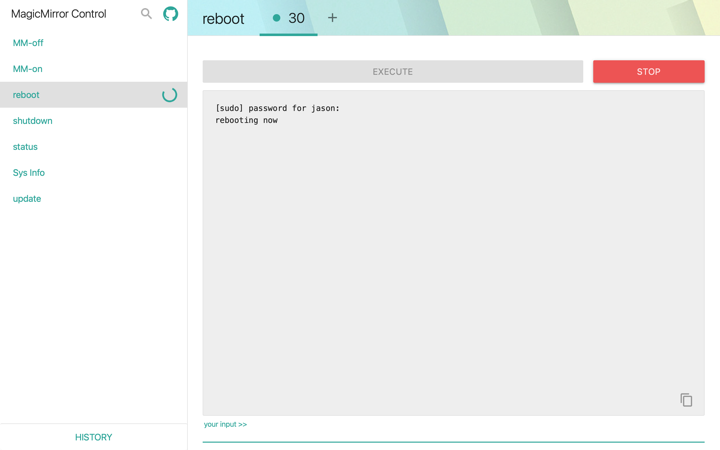 MagicMirror Control
MM-off
MM-on
reboot
shutdown
status
Sys Info
update
HISTORY
reboot
30
+
EXECUTE
STOP
[sudo] password for jason:
rebooting now
your input >>